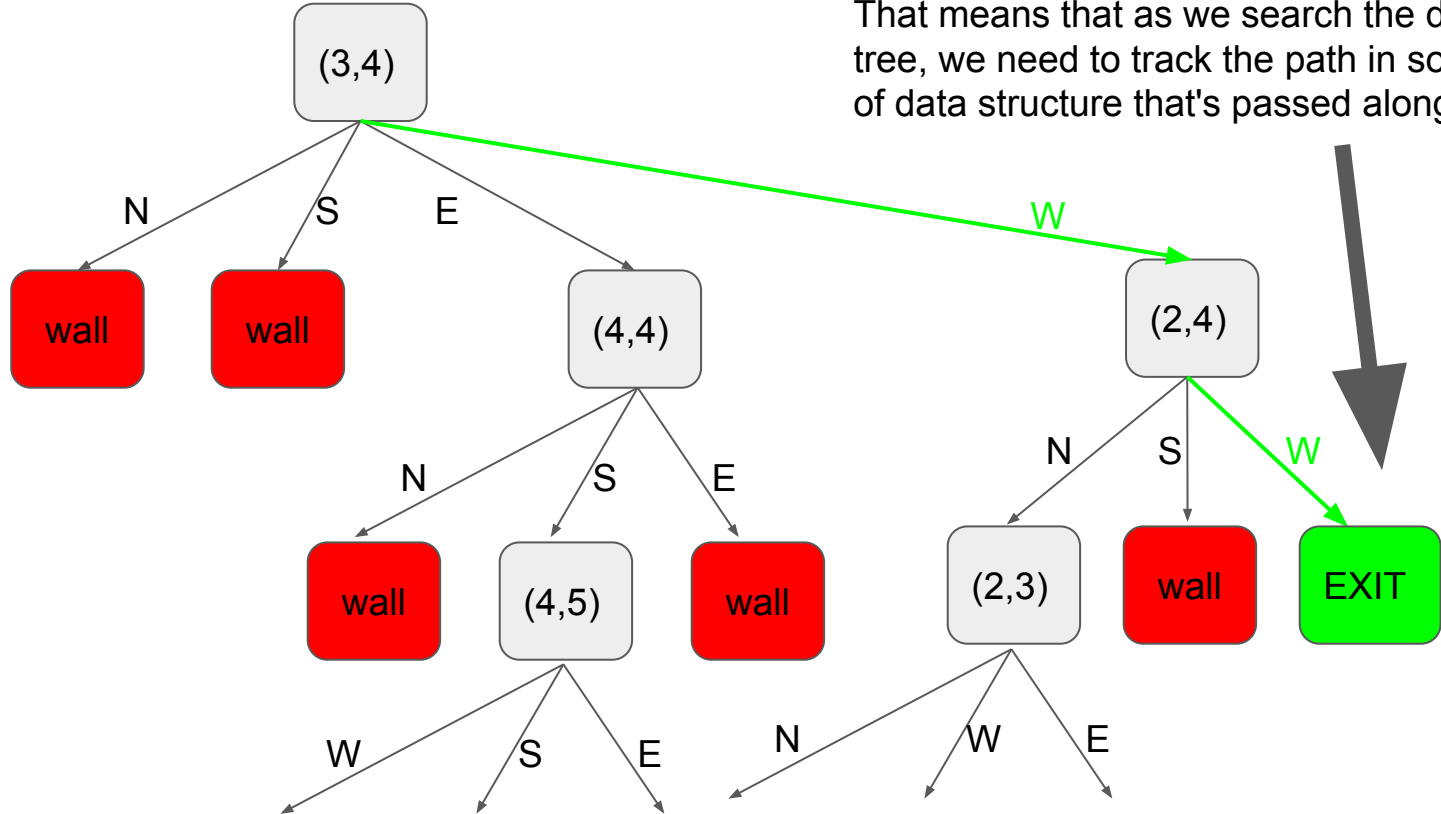 That means that as we search the
tree, we need to track the path in
of data structure that's passed along
(3,4)
N
S
E
W
wall
wall
(4,4)
(2,4)
N
S
E
N
S
W
wall
(4,5)
wall
(2,3)
wall
EXIT
W
S
E
N
W
E